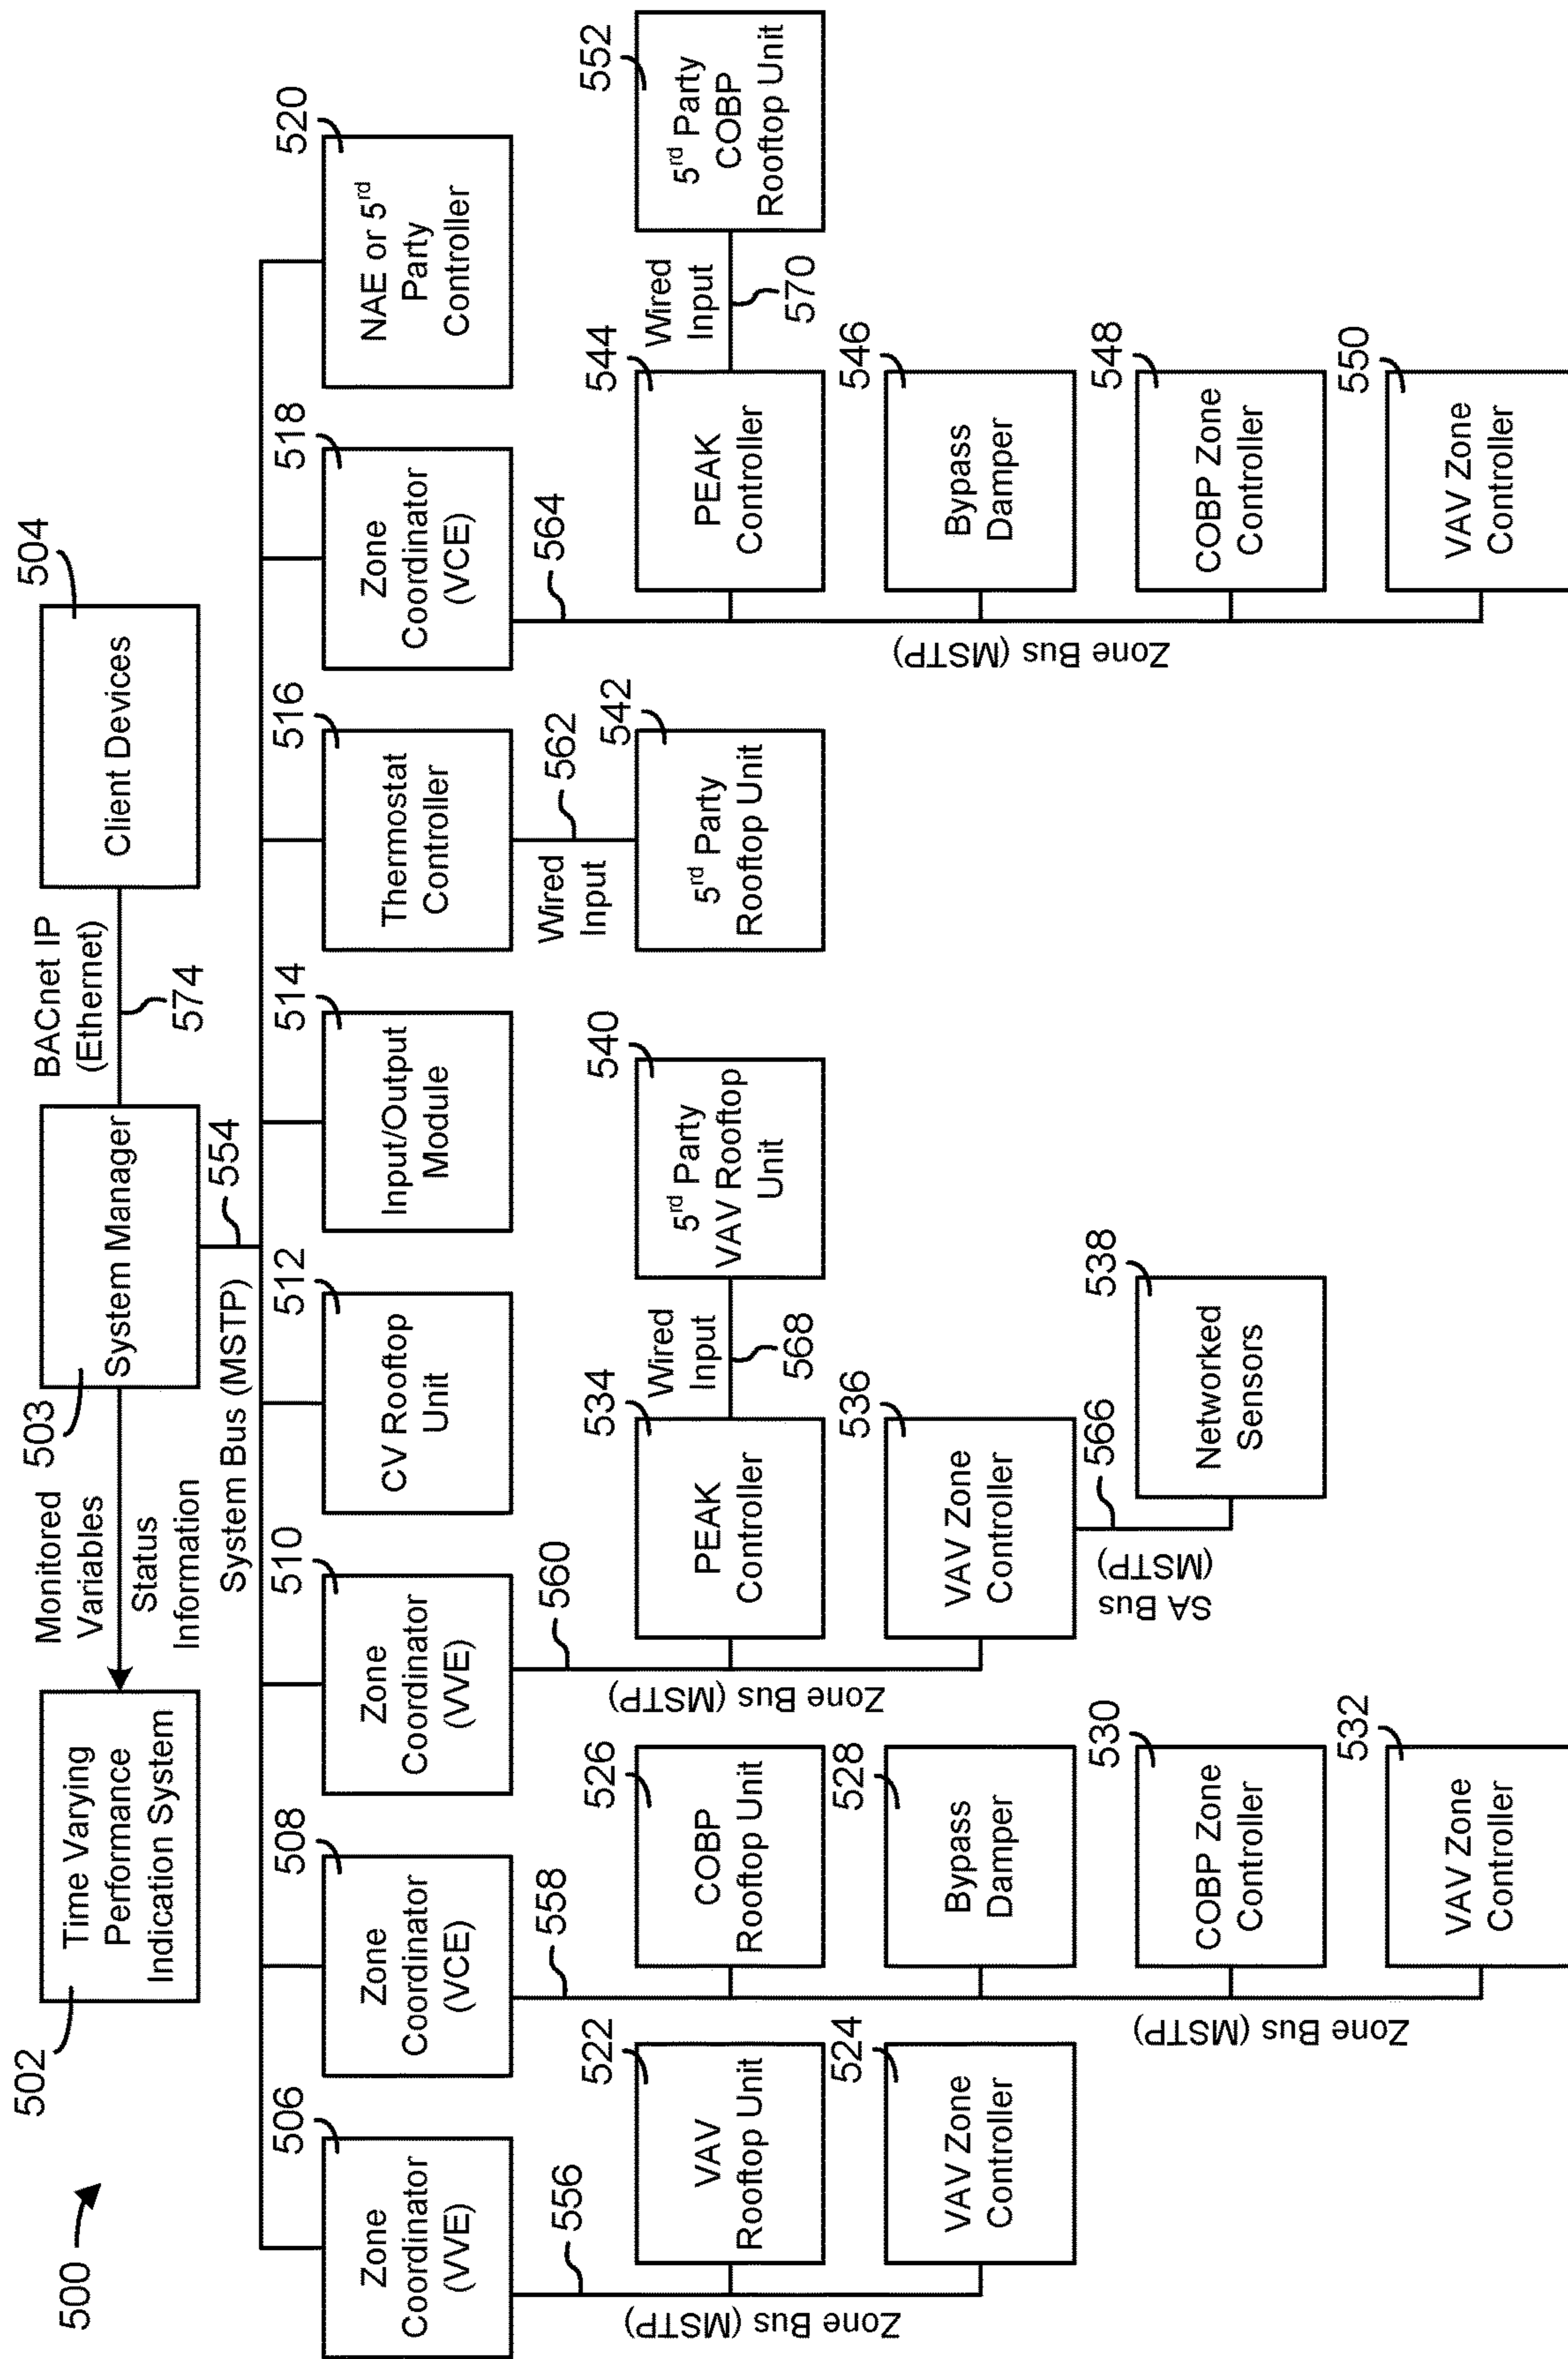 500
502
Time Varying
Performance
Indication System
Monitored
Variables
Status
Information
503
System Manager
BACnet IP
(Ethernet)
574
504
Client Devices
System Bus (MSTP)
554
506
Zone
Coordinator
(VVE)
508
Zone
Coordinator
(VCE)
510
Zone
Coordinator
(VVE)
512
CV Rooftop
Unit
514
Input/Output
Module
516
Thermostat
Controller
518
Zone
Coordinator
(VCE)
520
NAE or 5rd
Party
Controller
556
Zone Bus (MSTP)
522
VAV
Rooftop Unit
524
VAV Zone
Controller
558
Zone Bus (MSTP)
526
COBP
Rooftop Unit
528
Bypass
Damper
530
COBP Zone
Controller
532
VAV Zone
Controller
560
Zone Bus (MSTP)
534
PEAK
Controller
Wired
Input
568
540
5rd Party
VAV Rooftop
Unit
536
VAV Zone
Controller
SA Bus
(MSTP)
566
538
Networked
Sensors
Wired
Input
562
542
5rd Party
Rooftop Unit
564
Zone Bus (MSTP)
544
PEAK
Controller
Wired
Input
570
552
5rd Party
COBP
Rooftop Unit
546
Bypass
Damper
548
COBP Zone
Controller
550
VAV Zone
Controller